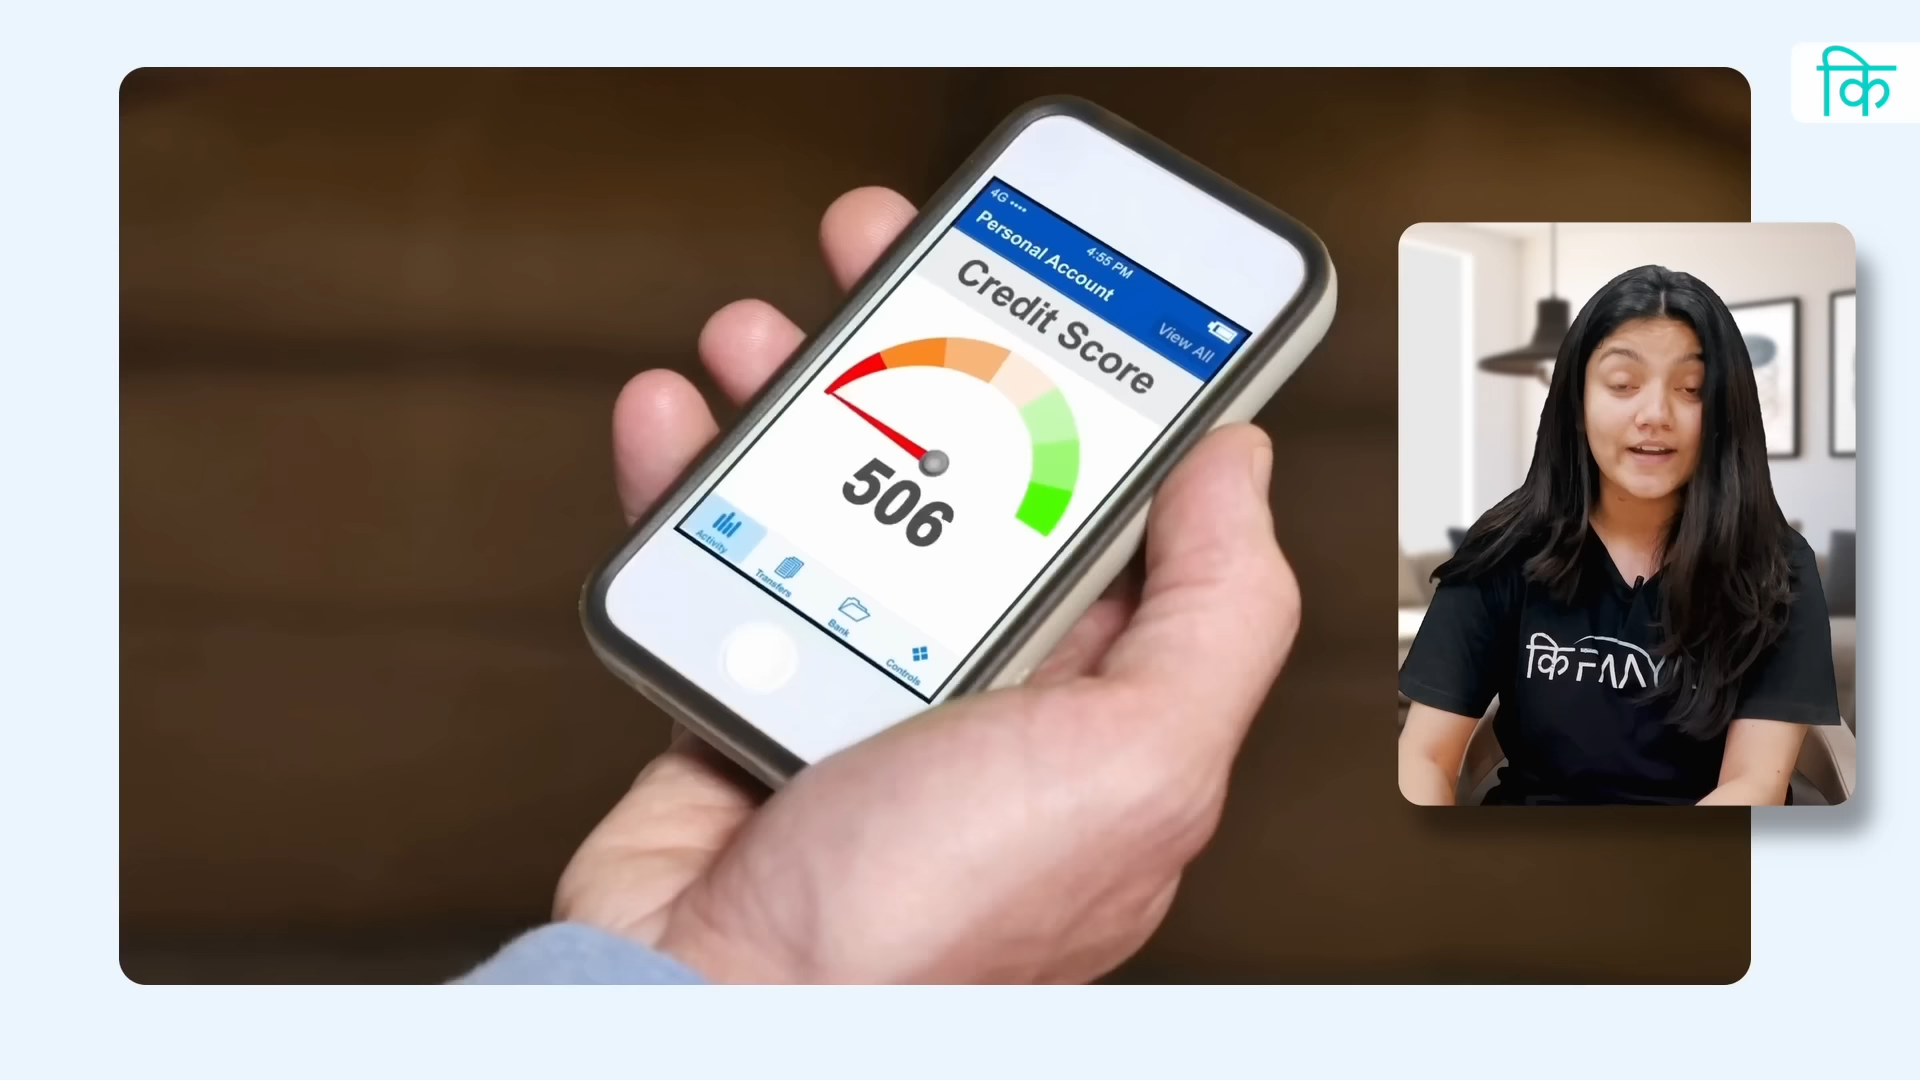 कि
4G
4:55 PM
Personal Account
View All
Credit Score
506
Activity
Transfers
Bank
Controls
कि